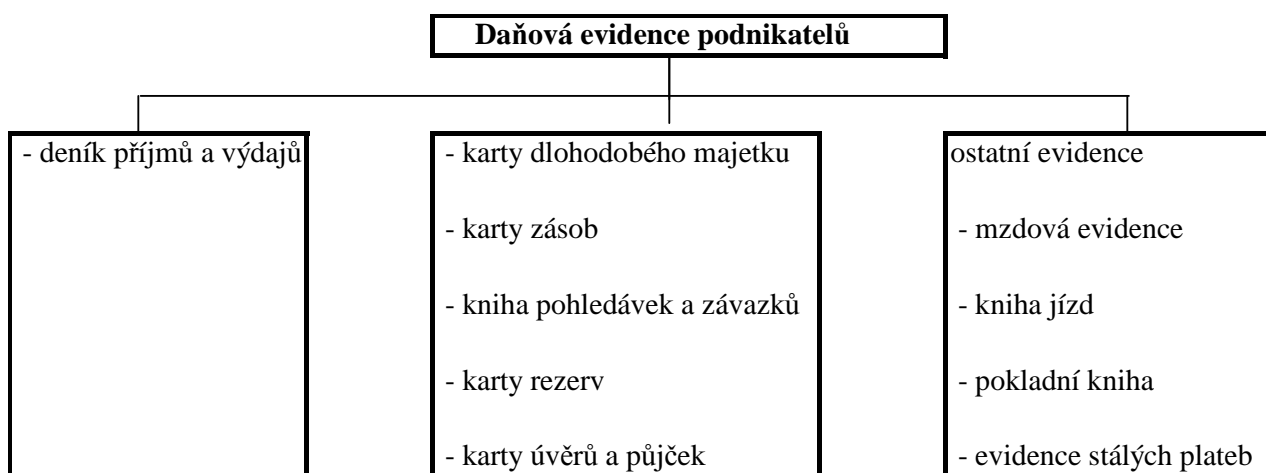 Daňová evidence podnikatelů
- deník příjmů a výdajů
- karty dlohodobého majetku
- karty zásob
- kniha pohledávek a závazků
- karty rezerv
- karty úvěrů a půjček
ostatní evidence
- mzdová evidence
- kniha jízd
- pokladní kniha
- evidence stálých plateb